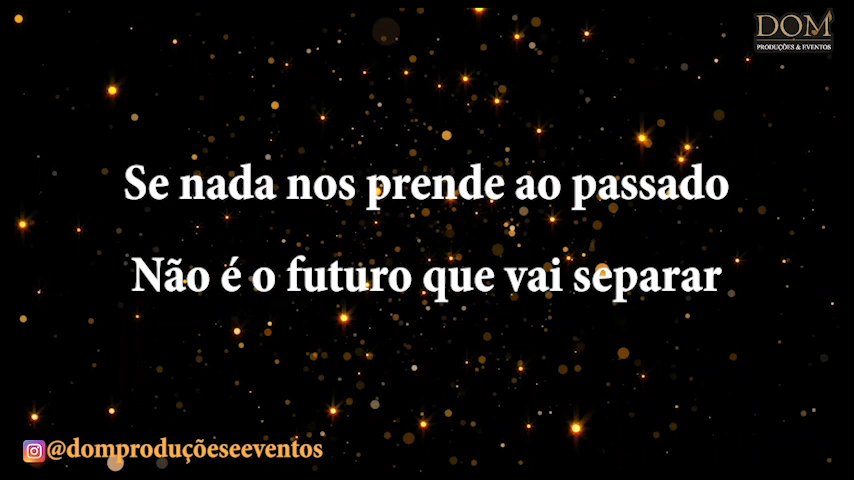 DOM
PRODUÇÕES & EVENTOS
Se nada nos prende ao passado
Não é o futuro que vai separar
@domproduçõeseeventos